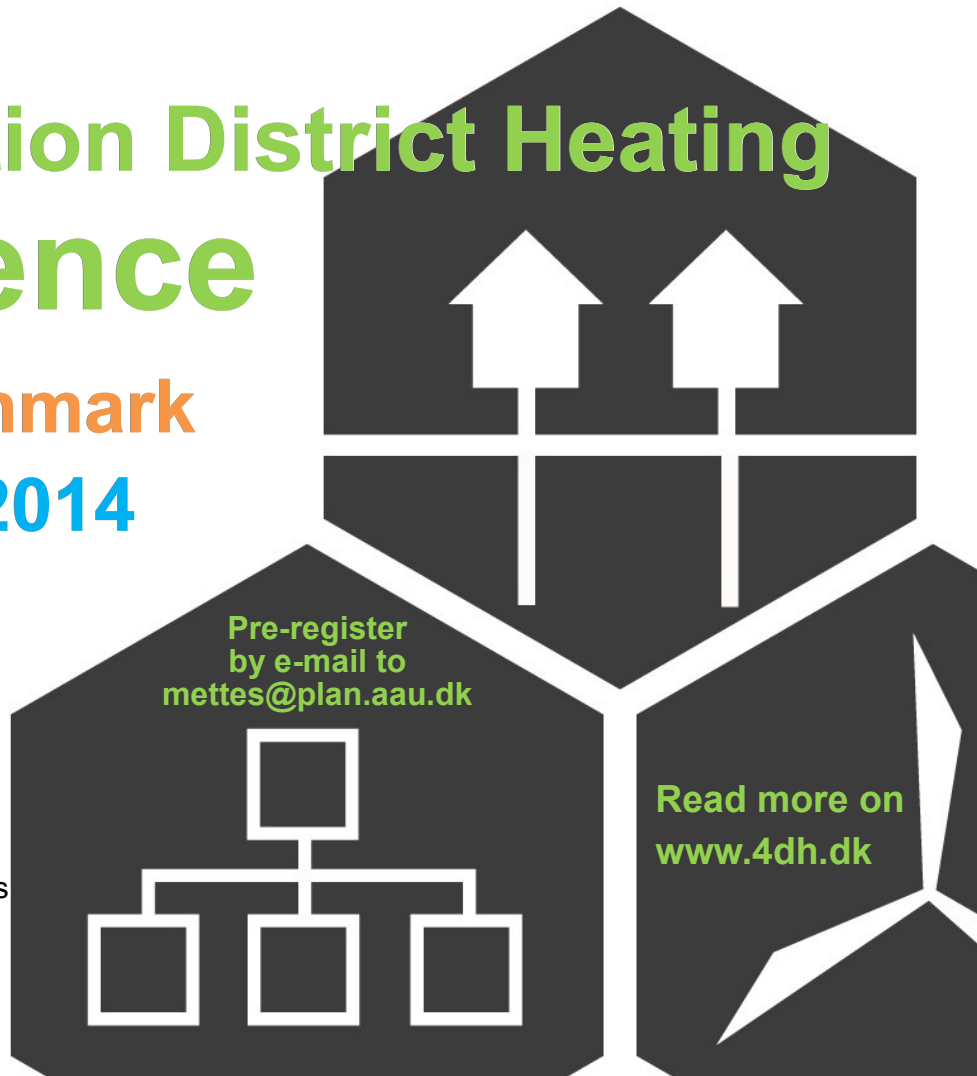 tion District Heating
ence
nmark
2014
Pre-register
by e-mail to
mettes@plan.aau.dk
Read more on
www.4dh.dk
s